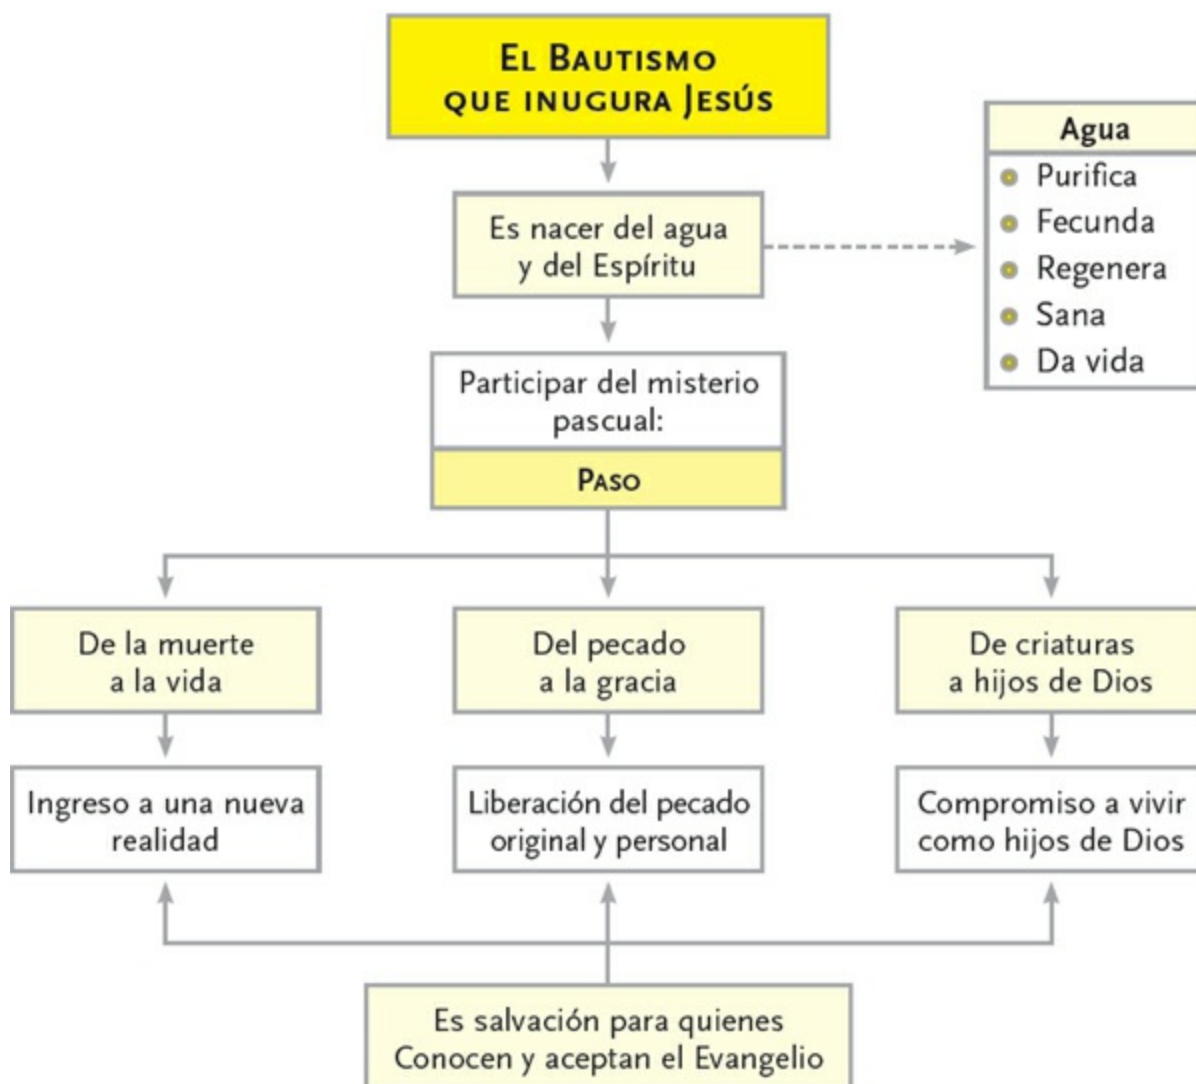 EL BAUTISMO
QUE INUGURA JESÚS
Agua
Purifica
Fecunda
Regenera
Sana
Da vida
Es nacer del agua
y del Espíritu
Participar del misterio
pascual:
PASO
De la muerte
a la vida
Del pecado
a la gracia
De criaturas
a hijos de Dios
Ingreso a una nueva
realidad
Liberación del pecado
original y personal
Compromiso a vivir
como hijos de Dios
Es salvación para quienes
Conocen y aceptan el Evangelio